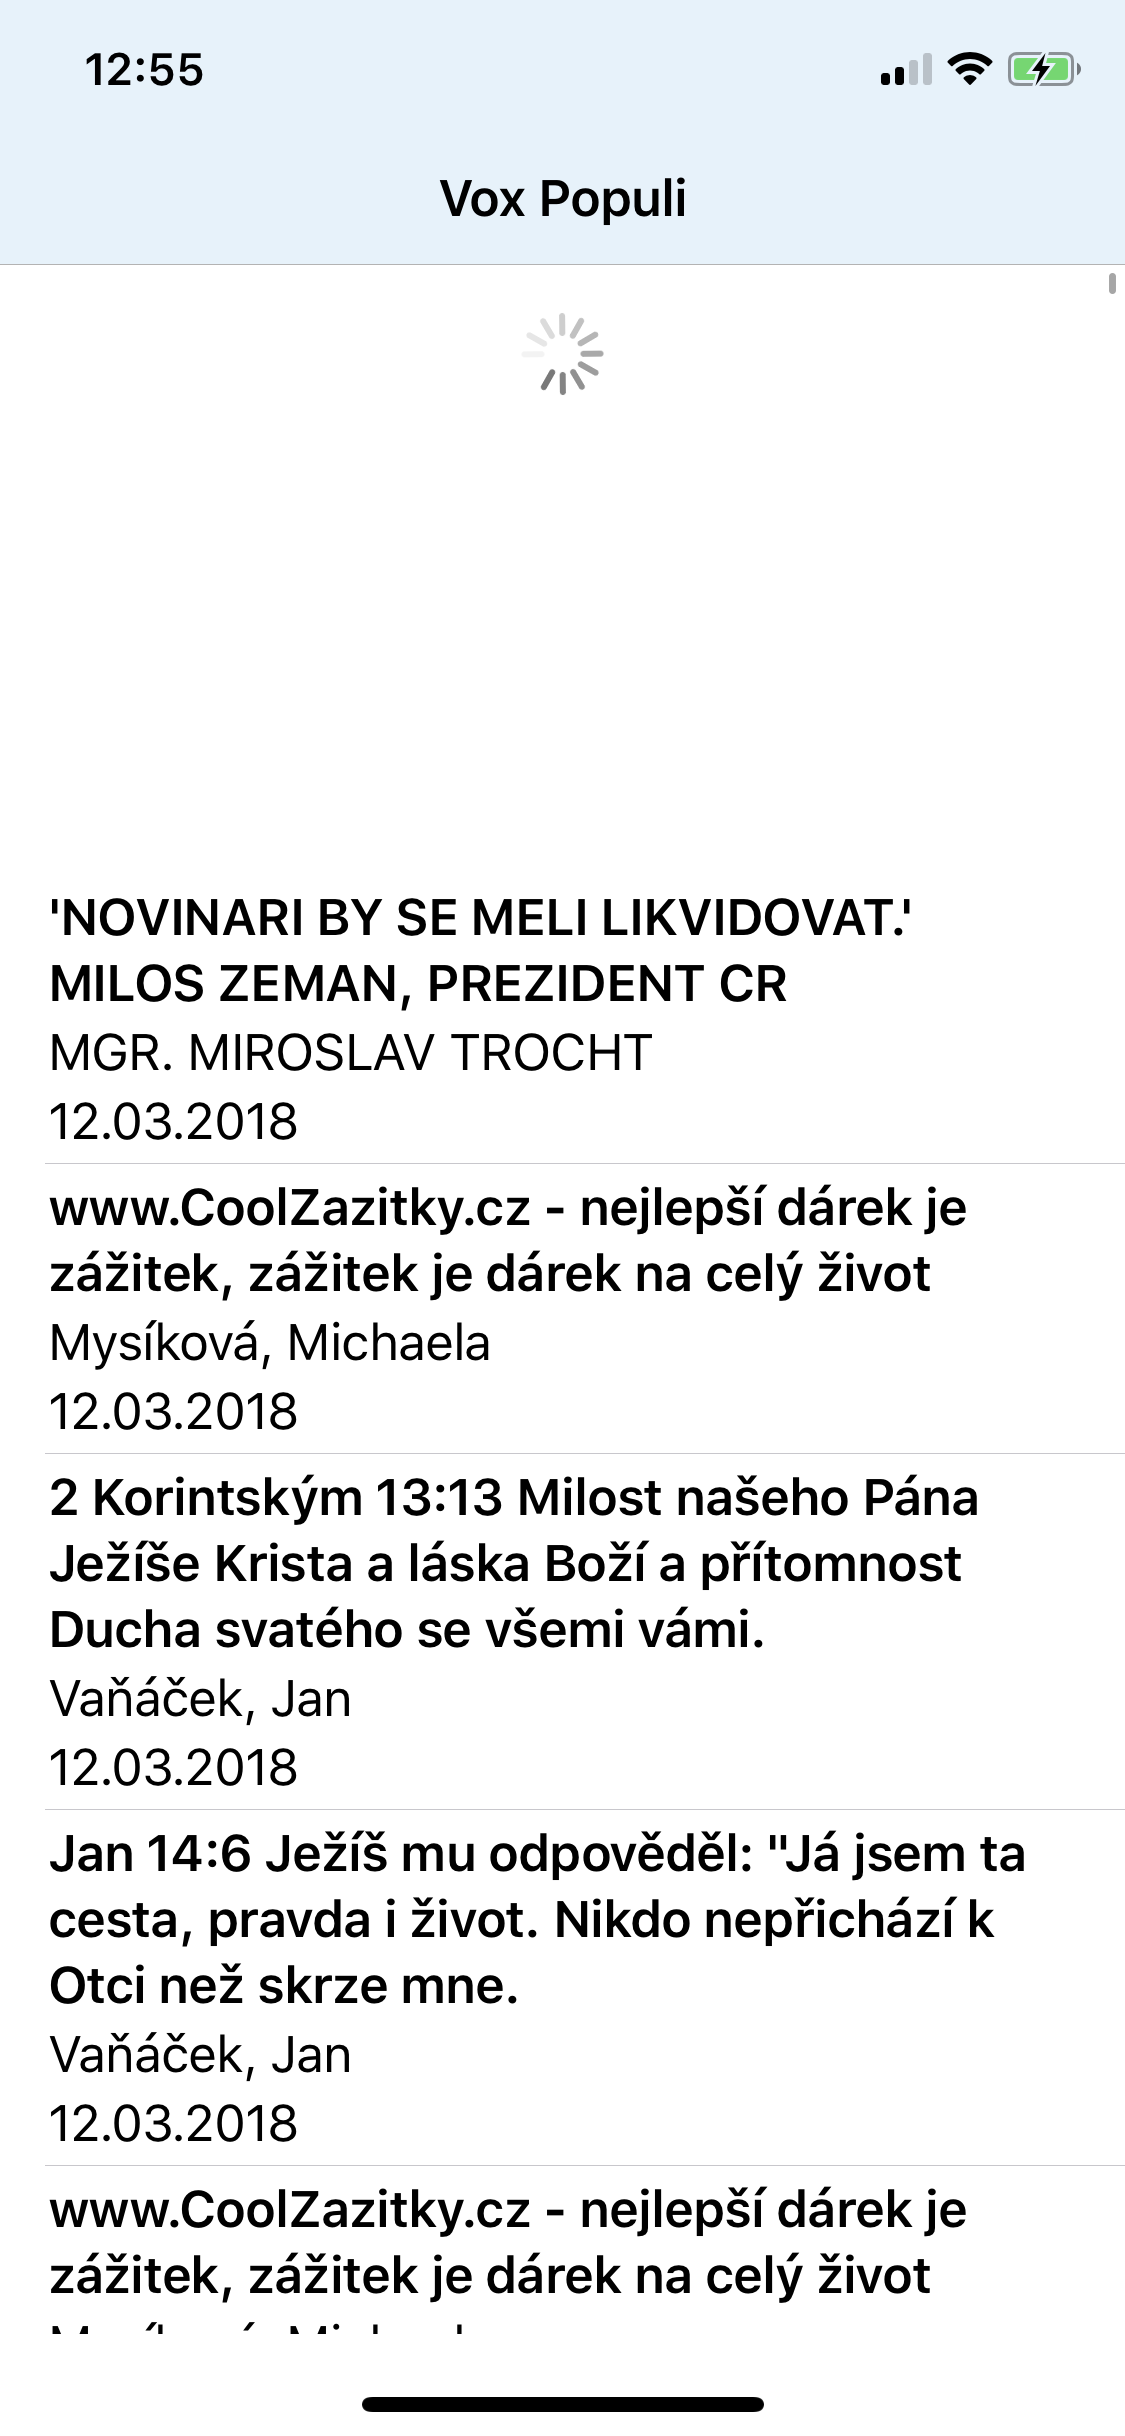 12:55
Vox Populi
'NOVINARI BY SE MELI LIKVIDOVAT.'
MILOS ZEMAN, PREZIDENT CR
MGR. MIROSLAV TROCHT
12.03.2018
www.CoolZazitky.cz - nejlepší dárek je
zážitek, zážitek je dárek na celý život
Mysíková, Michaela
12.03.2018
2 Korintským 13:13 Milost našeho Pána
Ježíše Krista a láska Boží a přítomnost
Ducha svatého se všemi vámi.
Vaňáček, Jan
12.03.2018
Jan 14:6 Ježíš mu odpověděl: "Já jsem ta
cesta, pravda i život. Nikdo nepřichází k
Otci než skrze mne.
Vaňáček, Jan
12.03.2018
www.CoolZazitky.cz - nejlepší dárek je
zážitek, zážitek je dárek na celý život